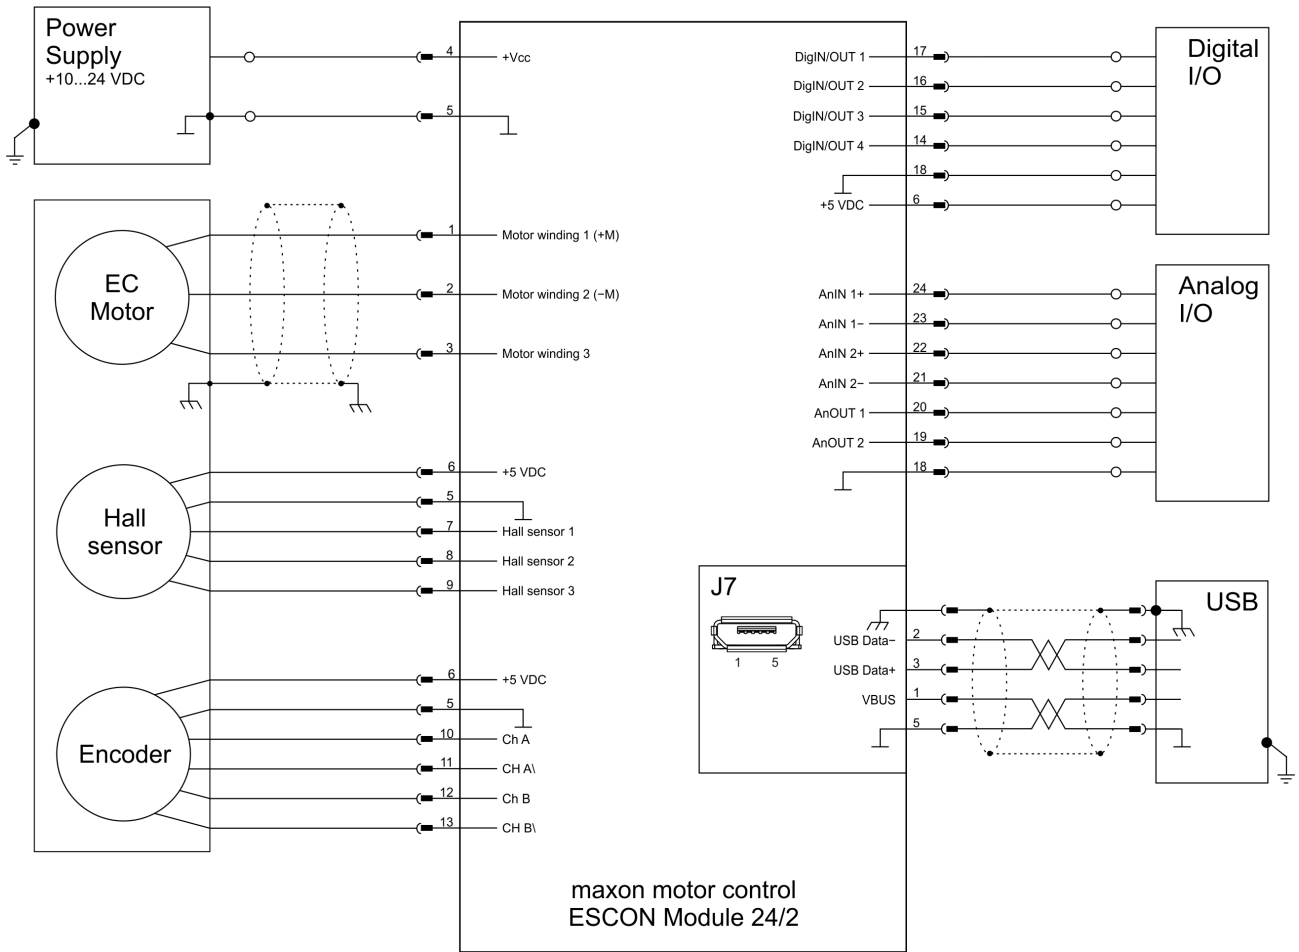 Power
Supply
+10...24 VDC
4
+Vcc
5
EC
Motor
1
Motor winding 1 (+M)
2
Motor winding 2 (−M)
3
Motor winding 3
Hall
sensor
6
+5 VDC
5
7
Hall sensor 1
8
Hall sensor 2
9
Hall sensor 3
Encoder
6
+5 VDC
5
10
Ch A
11
CH A\
12
Ch B
13
CH B\
DigIN/OUT 1
17
DigIN/OUT 2
16
DigIN/OUT 3
15
DigIN/OUT 4
14
18
+5 VDC
6
Digital
I/O
AnIN 1+
24
AnIN 1−
23
AnIN 2+
22
AnIN 2−
21
AnOUT 1
20
AnOUT 2
19
18
Analog
I/O
J7
1 5
USB Data−
2
USB Data+
3
VBUS
1
5
USB
maxon motor control
ESCON Module 24/2